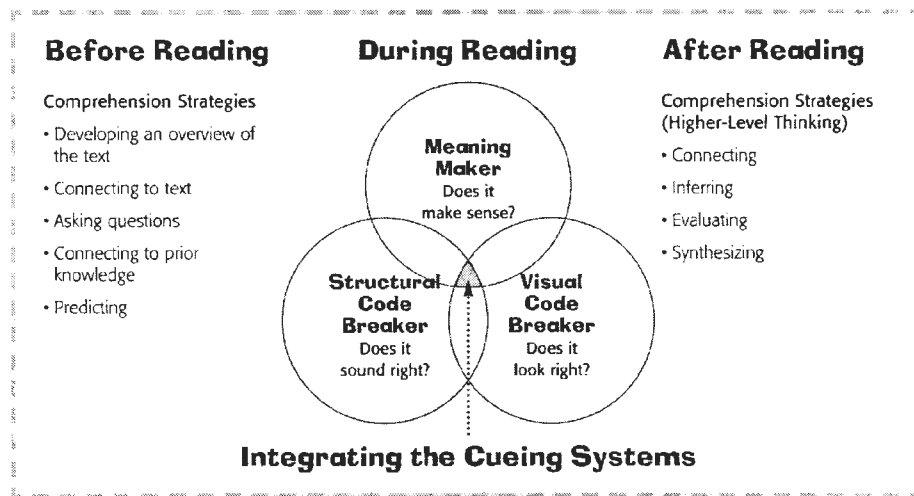 Before Reading
Comprehension Strategies
• Developing an overview of
the text
• Connecting to text
• Asking questions
• Connecting to prior
knowledge
• Predicting
During Reading
Meaning
Maker
Does it
make sense?
Structural
Code
Breaker
Does it
sound right?
Visual
Code
Breaker
Does it
look right?
Integrating the Cueing Systems
After Reading
Comprehension Strategies
(Higher-Level Thinking)
• Connecting
• Inferring
• Evaluating
• Synthesizing